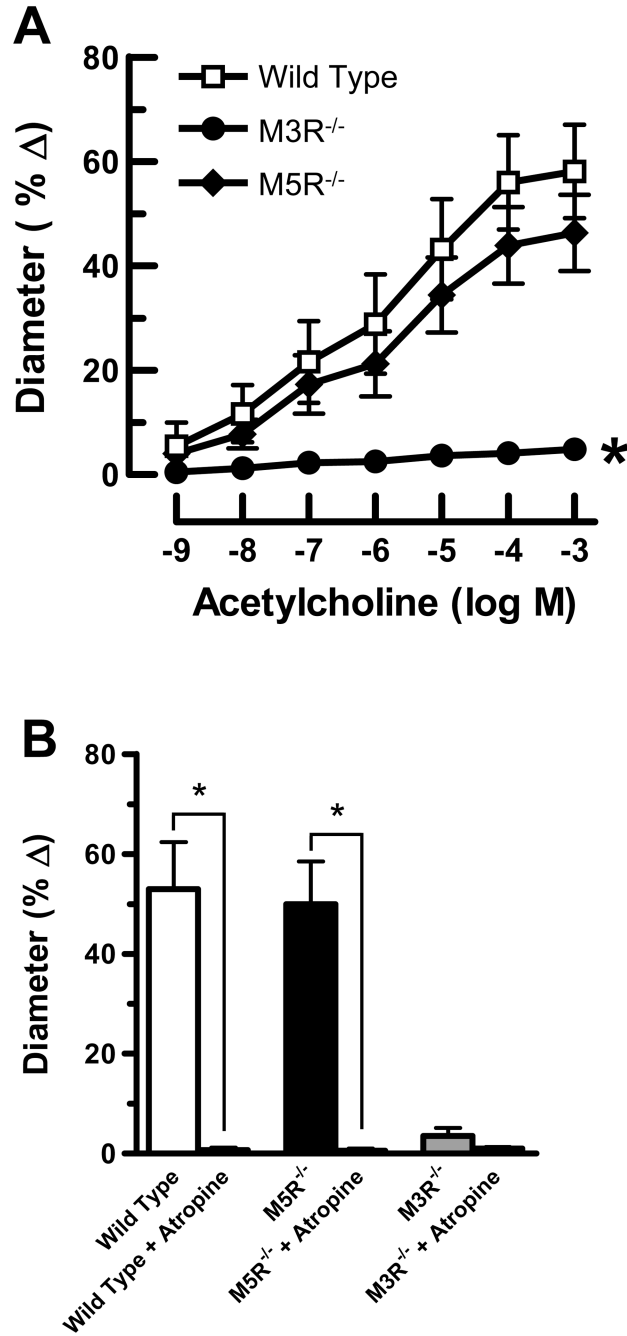 A
80
60
40
20
0
Diameter ( % Δ)
Wild Type
M3R-/-
M5R-/-
*
-9 -8 -7 -6 -5 -4 -3
Acetylcholine (log M)
B
80
60
40
20
0
Diameter (% Δ)
* *
Wild Type
Wild Type + Atropine
M5R-/-
M5R-/- + Atropine
M3R-/-
M3R-/- + Atropine